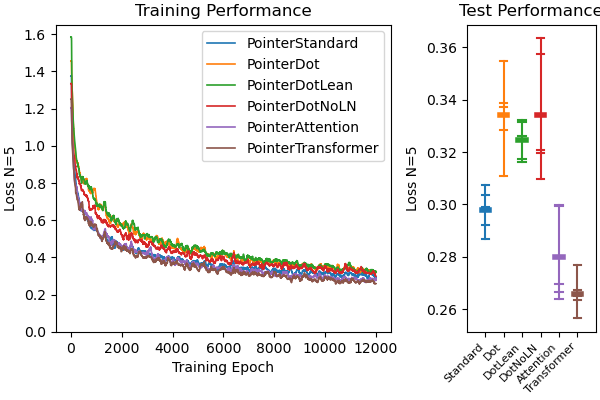 Training Performance
Loss N=5
1.6
1.4
1.2
1.0
0.8
0.6
0.4
0.2
0.0
PointerStandard
PointerDot
PointerDotLean
PointerDotNoLN
PointerAttention
PointerTransformer
0
2000
4000
6000
8000
10000
12000
Training Epoch
Test Performance
Loss N=5
0.36
0.34
0.32
0.30
0.28
0.26
Standard
Dot
DotLean
DotNoLN
Attention
Transformer